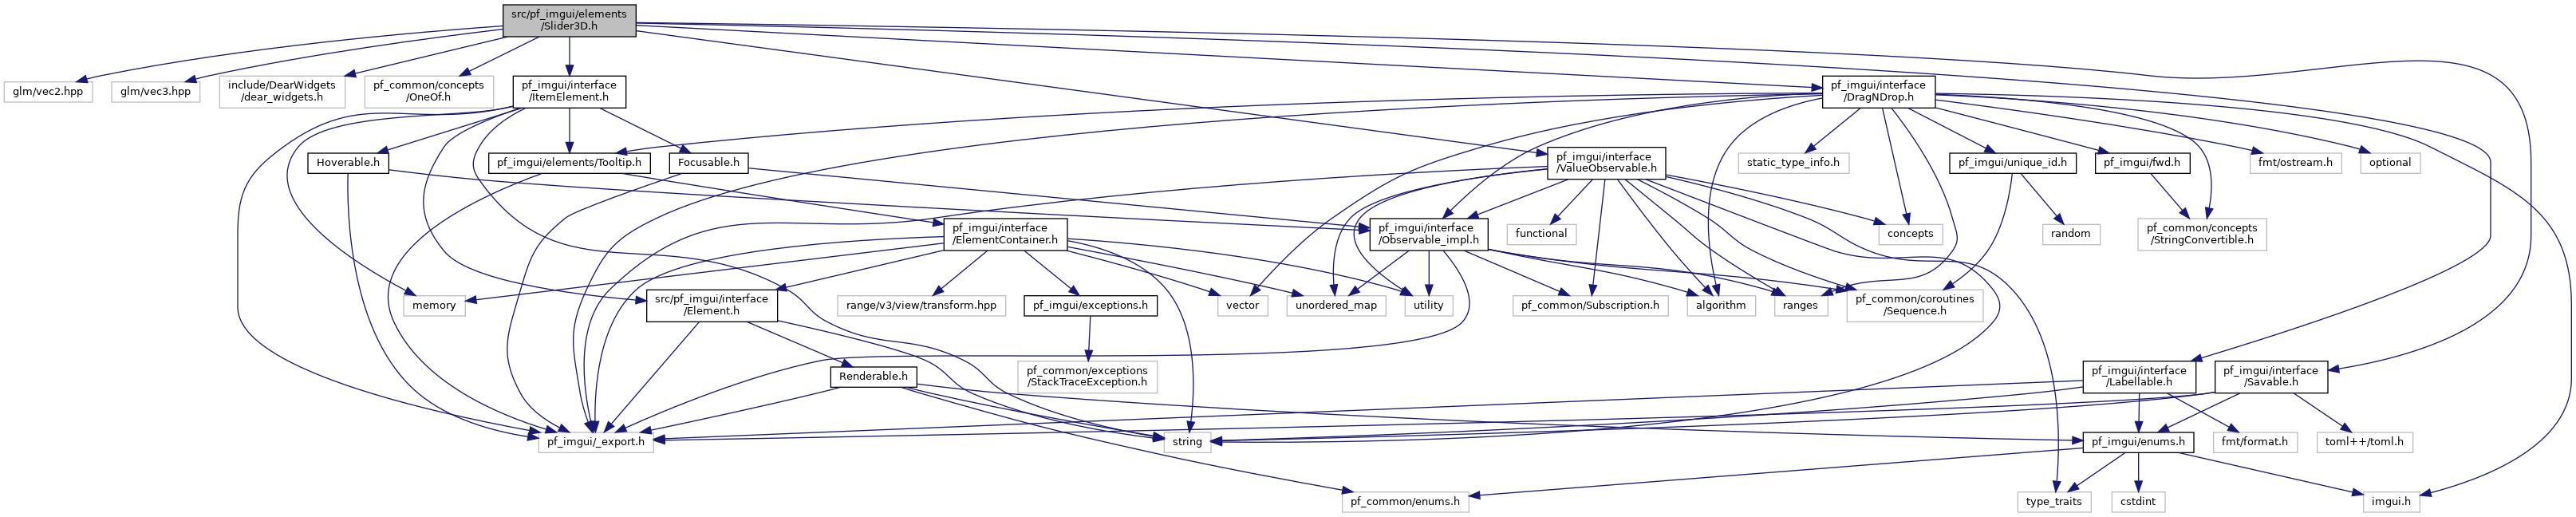 src/pf_imgui/elements
/Slider3D.h
glm/vec2.hpp
glm/vec3.hpp
include/DearWidgets
/dear_widgets.h
pf_common/concepts
/OneOf.h
pf_imgui/interface
/ItemElement.h
pf_imgui/interface
/DragNDrop.h
Hoverable.h
pf_imgui/elements/Tooltip.h
Focusable.h
pf_imgui/interface
/ValueObservable.h
static_type_info.h
pf_imgui/unique_id.h
pf_imgui/fwd.h
fmt/ostream.h
optional
pf_imgui/interface
/ElementContainer.h
pf_imgui/interface
/Observable_impl.h
functional
concepts
random
pf_common/concepts
/StringConvertible.h
memory
src/pf_imgui/interface
/Element.h
range/v3/view/transform.hpp
pf_imgui/exceptions.h
vector
unordered_map
utility
pf_common/Subscription.h
algorithm
ranges
pf_common/coroutines
/Sequence.h
Renderable.h
pf_common/exceptions
/StackTraceException.h
pf_imgui/interface
/Labellable.h
pf_imgui/interface
/Savable.h
pf_imgui/_export.h
string
pf_imgui/enums.h
fmt/format.h
toml++/toml.h
pf_common/enums.h
type_traits
cstdint
imgui.h